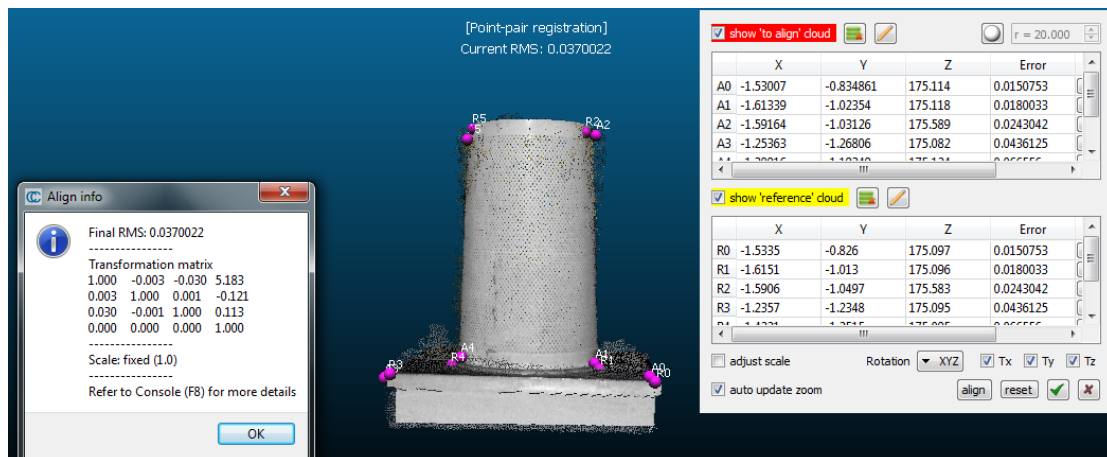 [Point-pair registration]
Current RMS: 0.0370022
R5
R2 A2
A4
R4
R3
A1
R1
A0
R0
Align info
Final RMS: 0.0370022
----------------
Transformation matrix
1.000 -0.003 -0.030 5.183
0.003 1.000 0.001 -0.121
0.030 -0.001 1.000 0.113
0.000 0.000 0.000 1.000
----------------
Scale: fixed (1.0)
----------------
Refer to Console (F8) for more details
OK
show 'to align' cloud
r = 20.000
X Y Z Error
A0 -1.53007 -0.834861 175.114 0.0150753
A1 -1.61339 -1.02354 175.118 0.0180033
A2 -1.59164 -1.03126 175.589 0.0243042
A3 -1.25363 -1.26806 175.082 0.0436125
show 'reference' cloud
X Y Z Error
R0 -1.5335 -0.826 175.097 0.0150753
R1 -1.6151 -1.013 175.096 0.0180033
R2 -1.5906 -1.0497 175.583 0.0243042
R3 -1.2357 -1.2348 175.095 0.0436125
adjust scale Rotation XYZ Tx Ty Tz
auto update zoom align reset